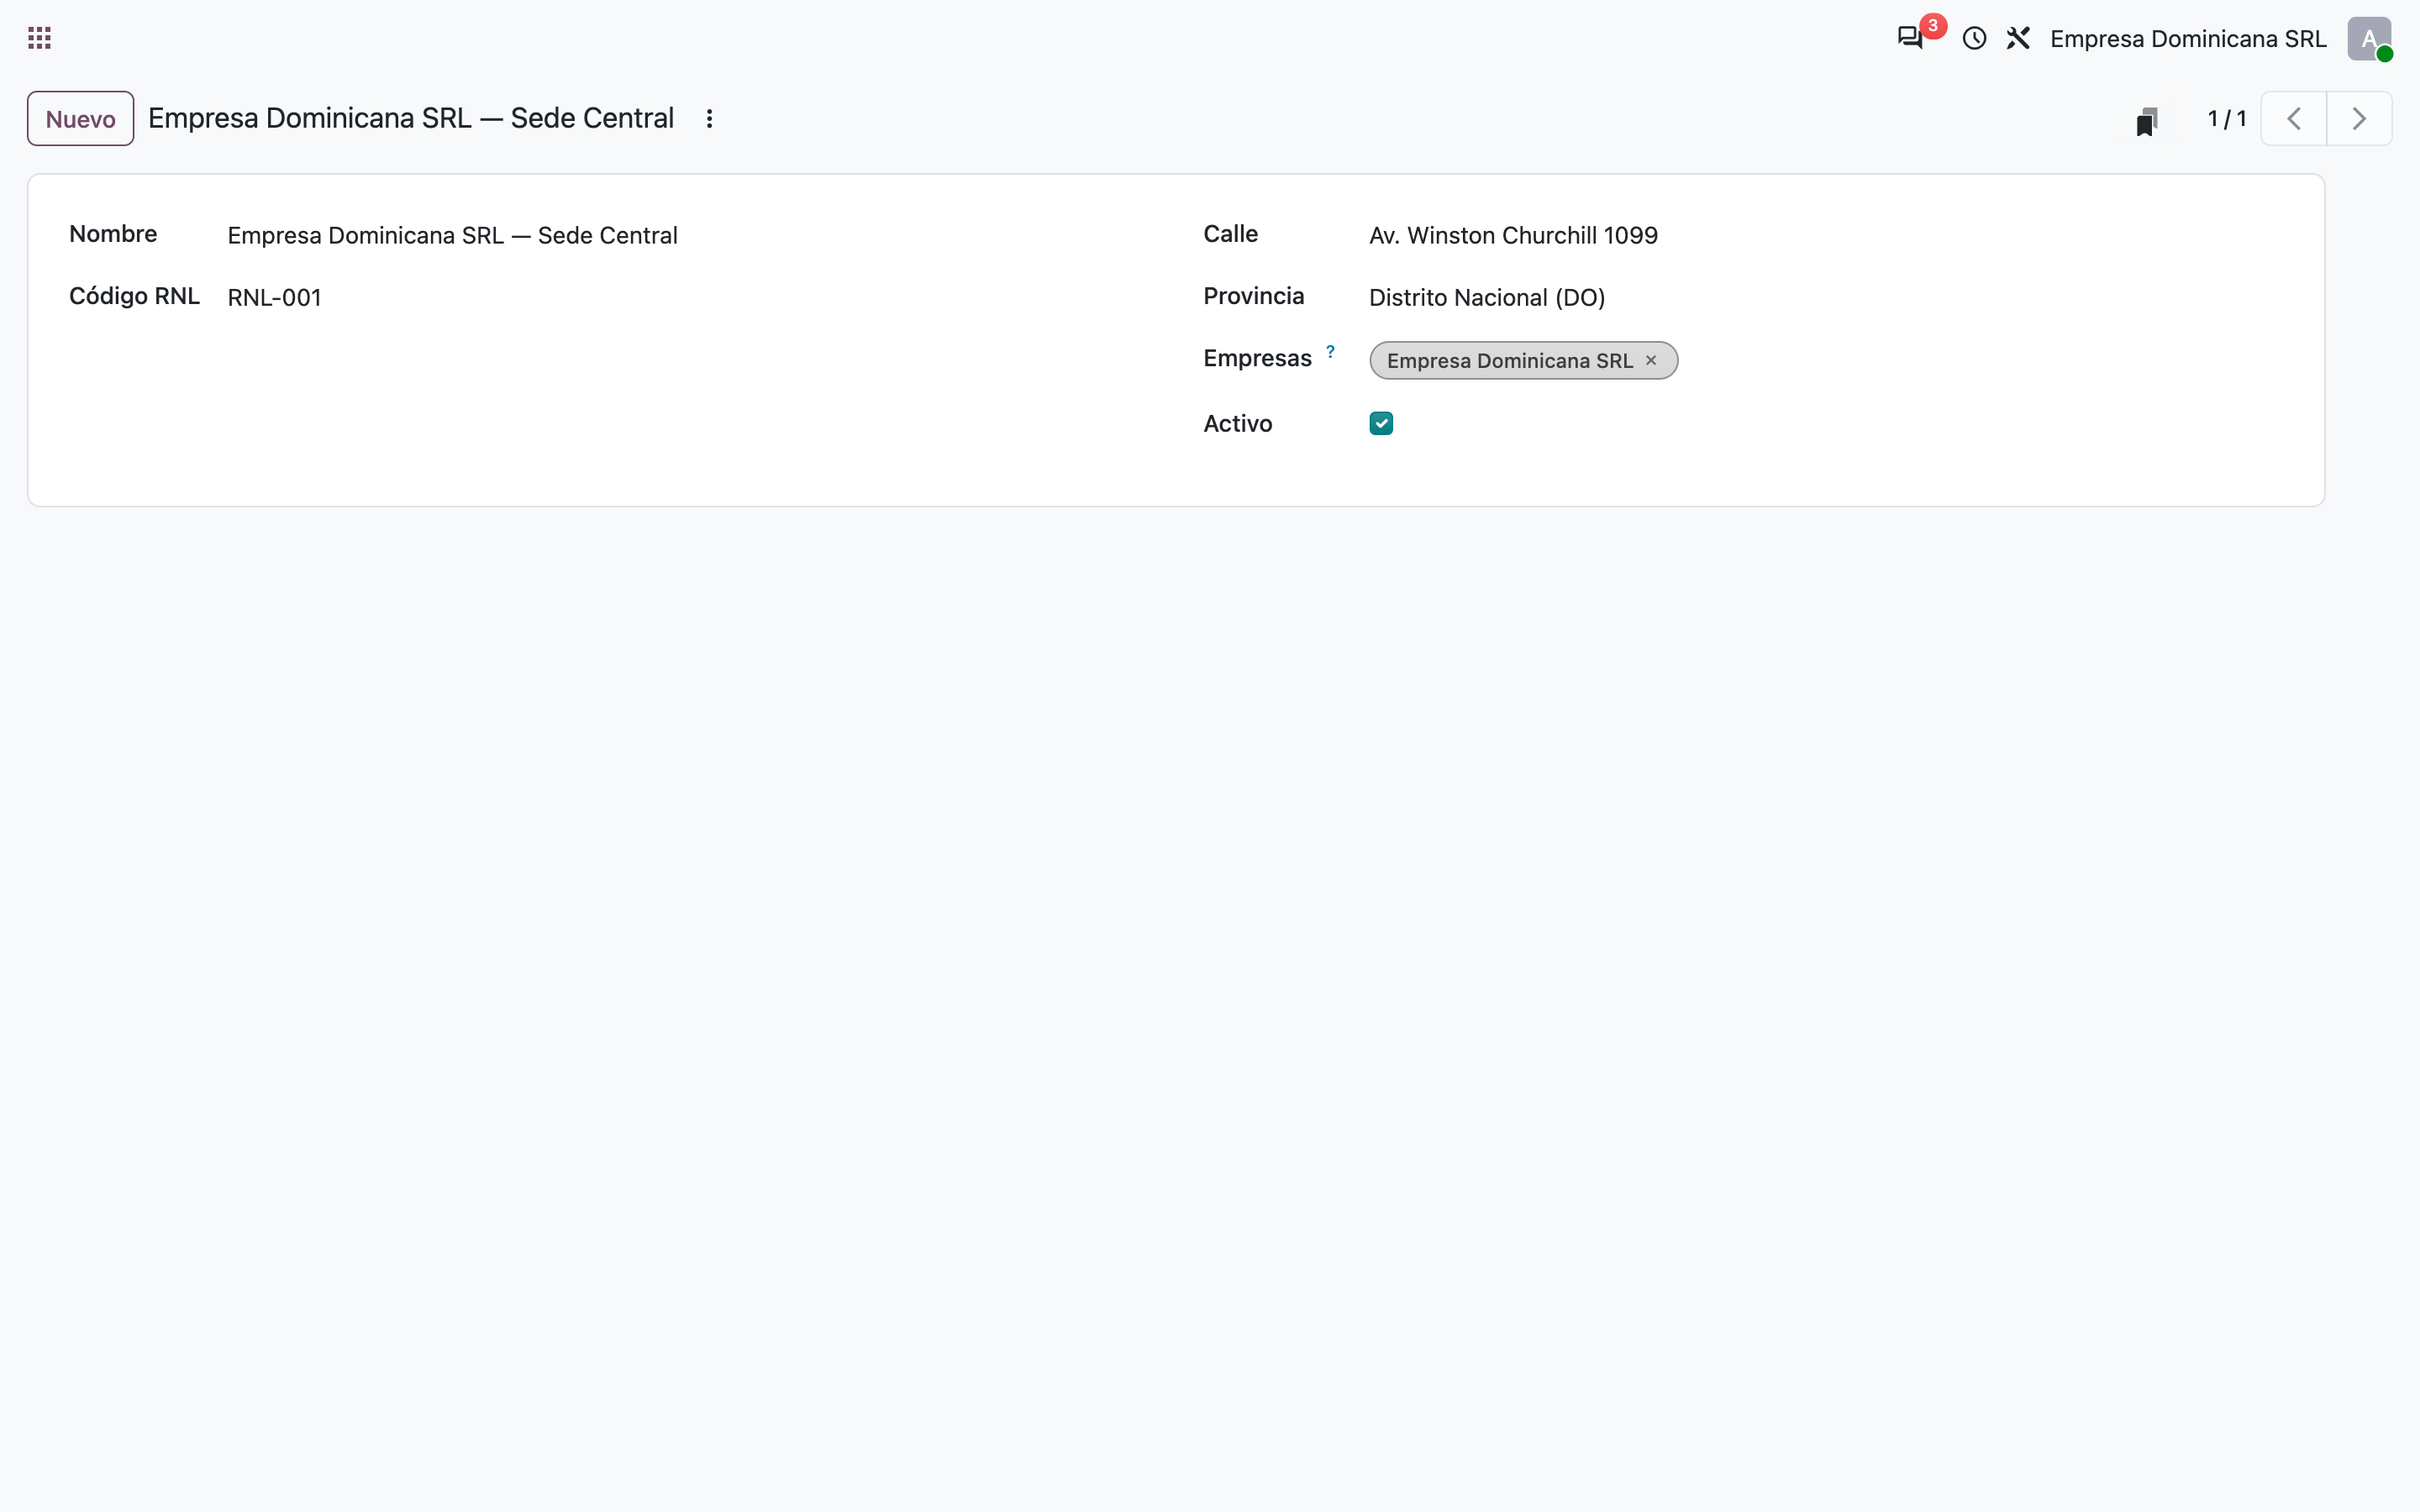 3
Empresa Dominicana SRL
A
Nuevo
Empresa Dominicana SRL — Sede Central
1 / 1
Nombre
Empresa Dominicana SRL — Sede Central
Código RNL
RNL-001
Calle
Av. Winston Churchill 1099
Provincia
Distrito Nacional (DO)
Empresas ?
Empresa Dominicana SRL ×
Activo